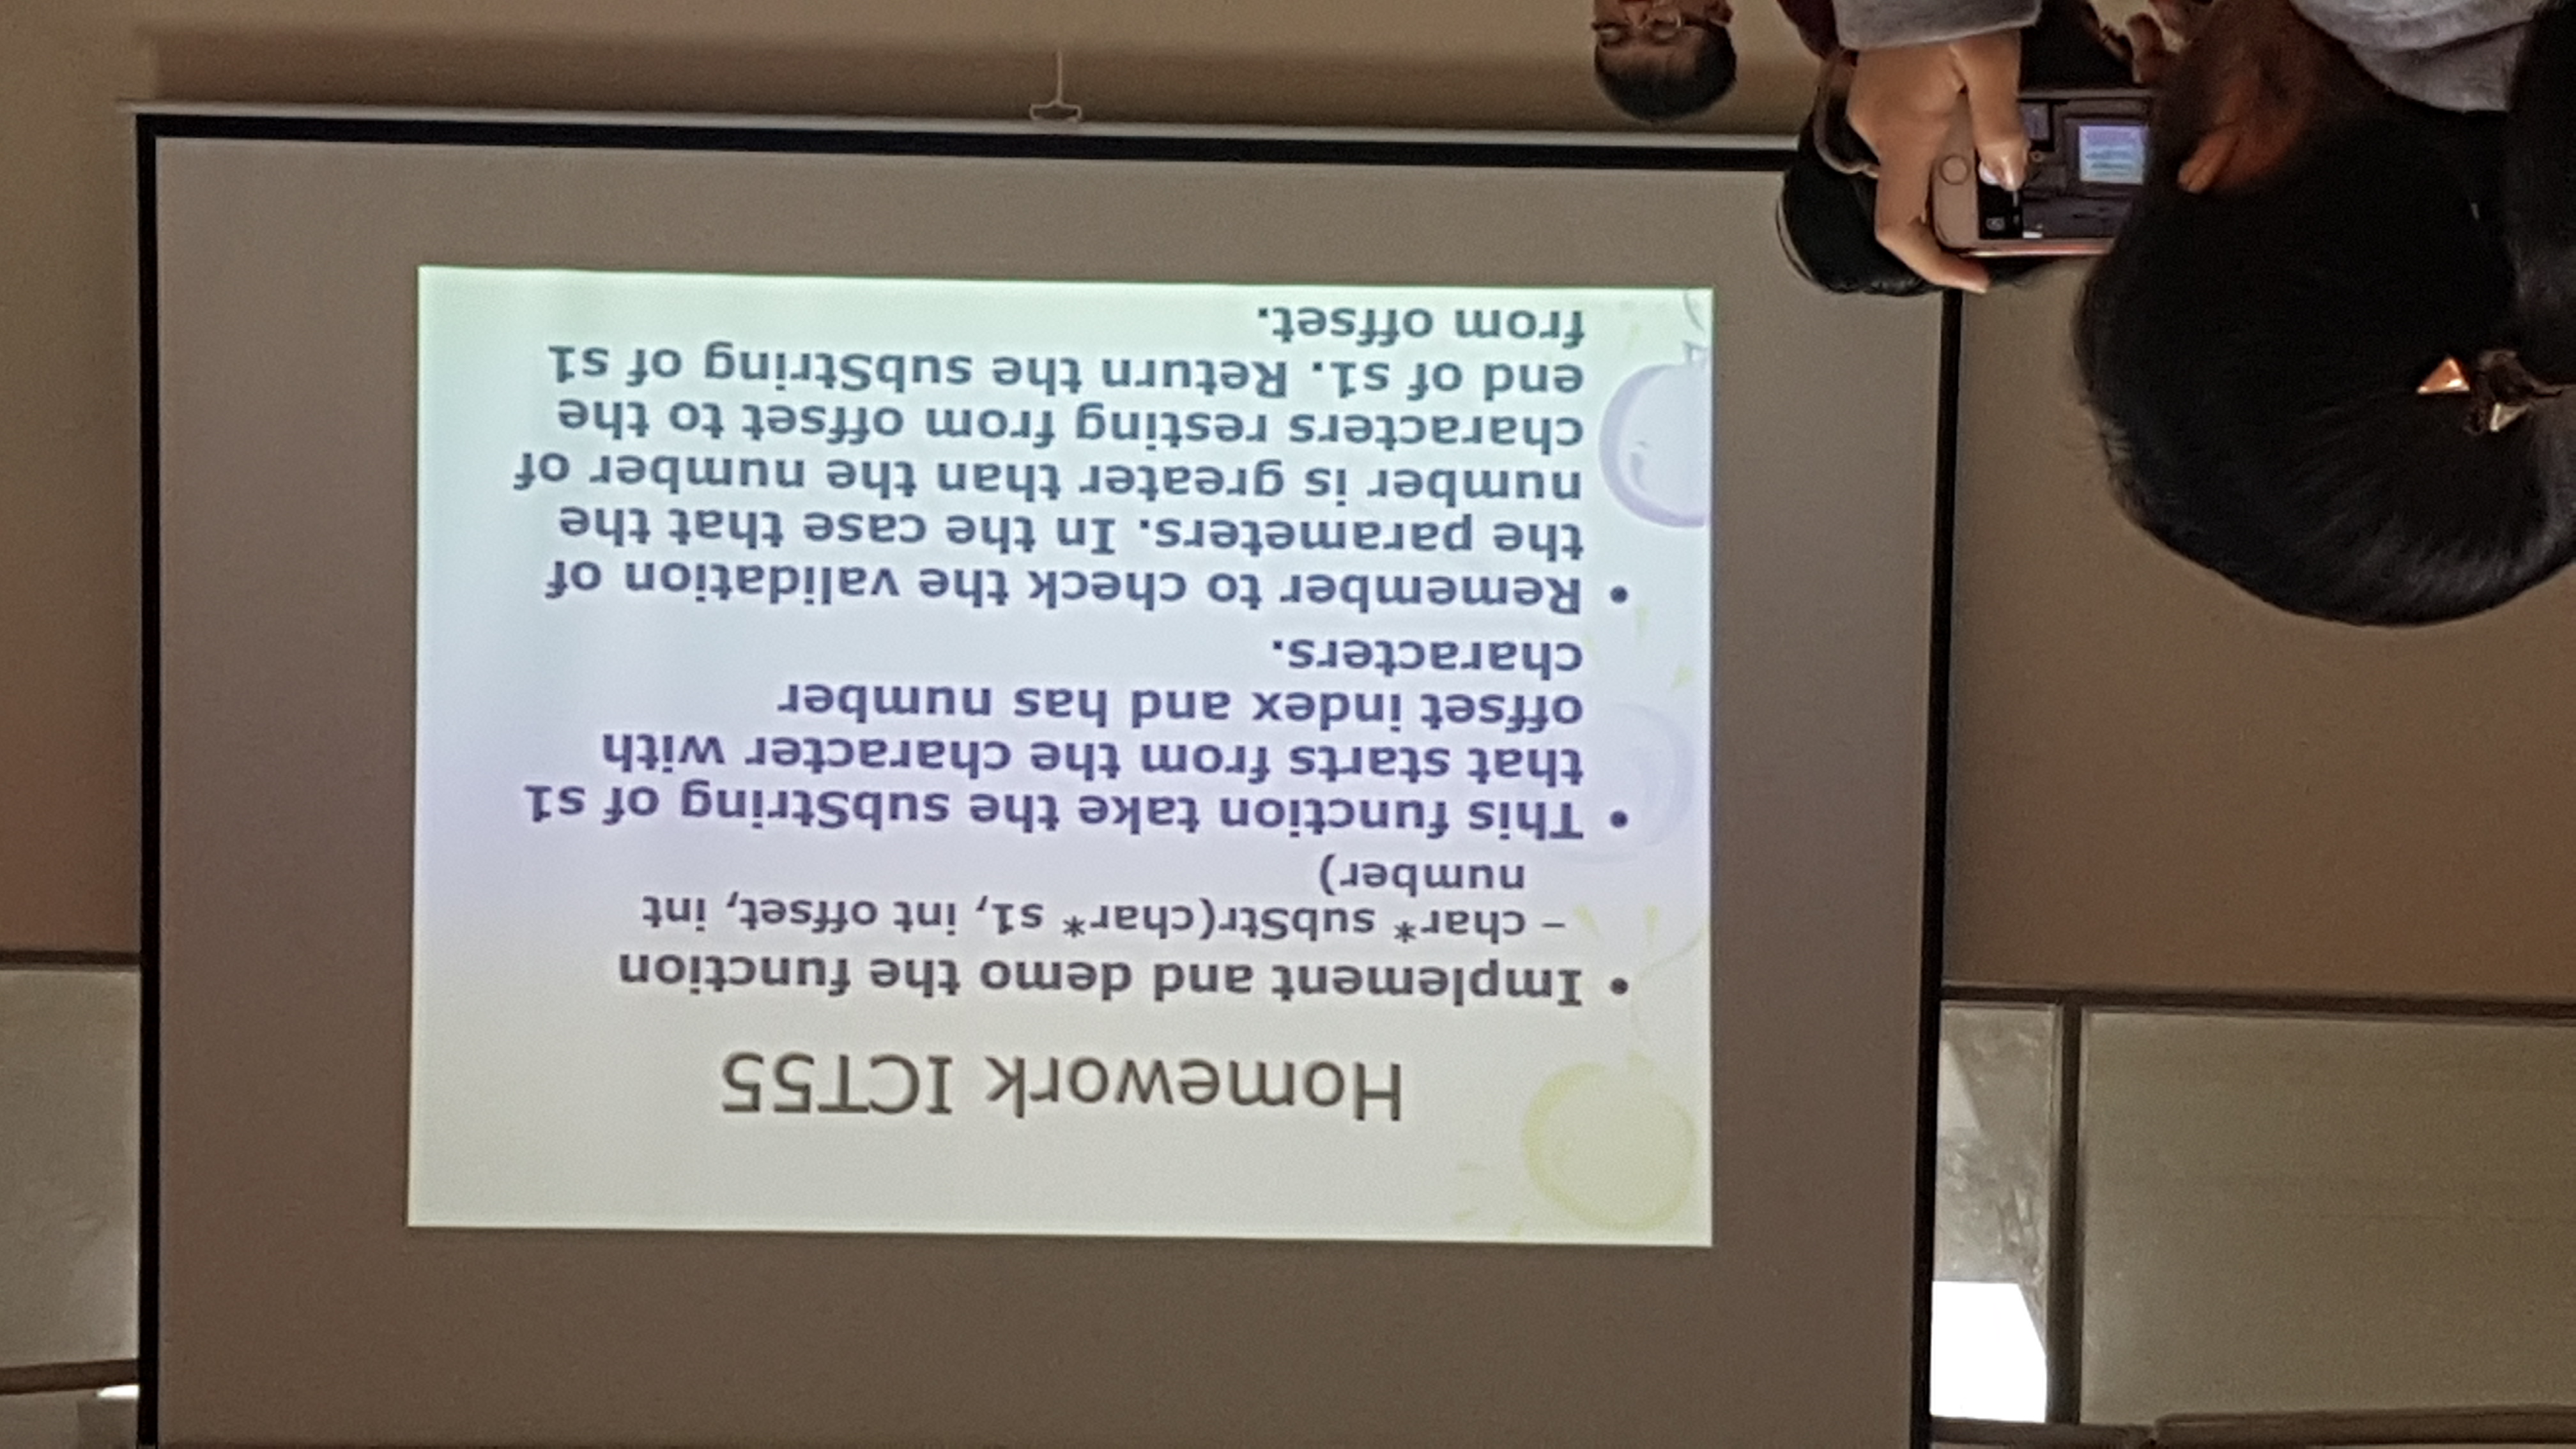 Homework ICT55
• Implement and demo the function
– char* subStr(char* s1, int offset, int
number)
• This function take the subString of s1
that starts from the character with
offset index and has number
characters.
• Remember to check the validation of
the parameters. In the case that the
number is greater than the number of
characters resting from offset to the
end of s1. Return the subString of s1
from offset.